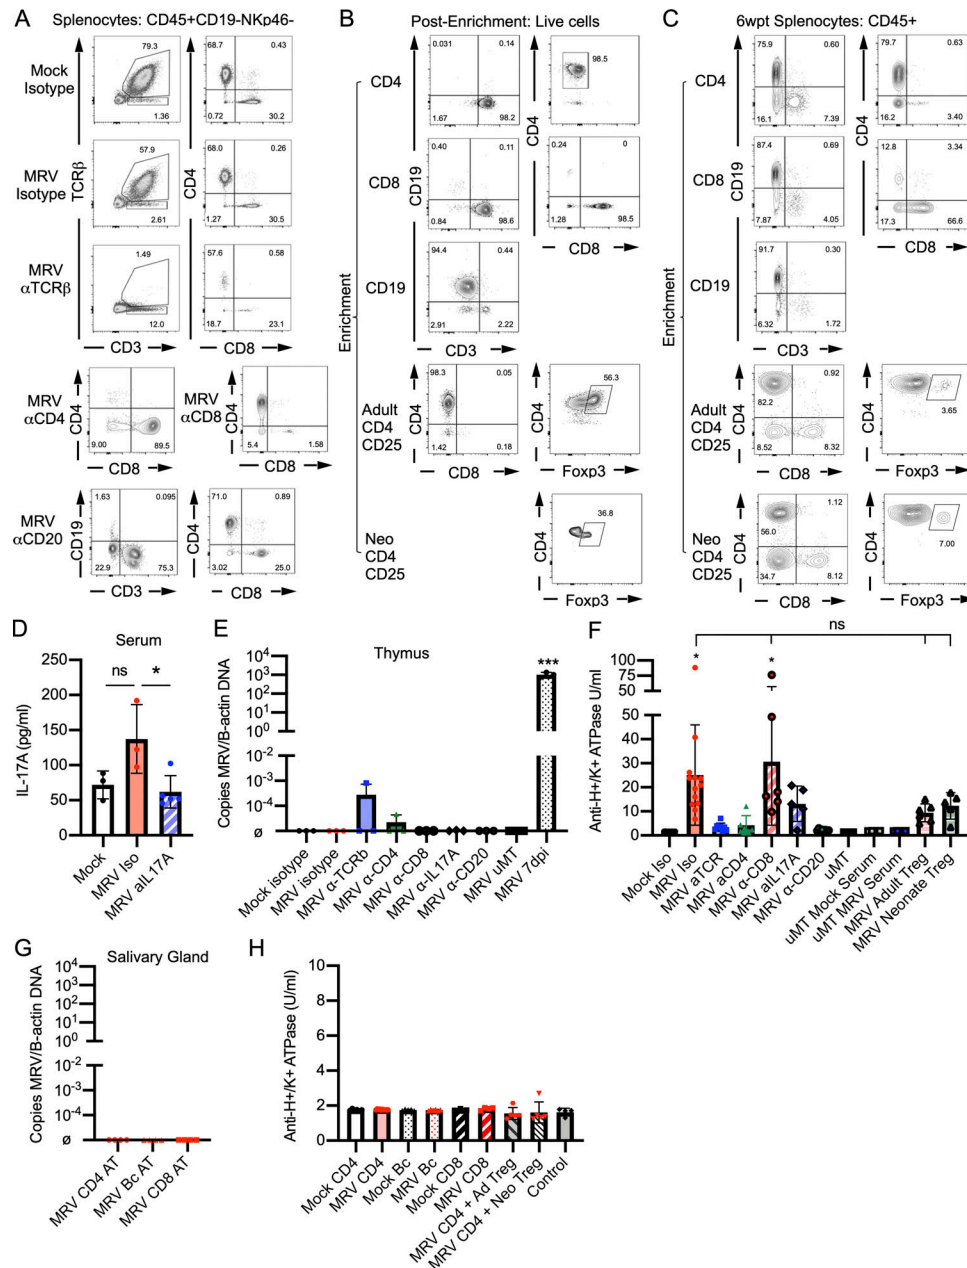 A
Splenocytes: CD45+CD19-NKp46-
Mock
Isotype
TCRβ
79.3
1.36
CD4
68.7
0.43
0.72
30.2
MRV
Isotype
57.9
2.61
68.0
0.26
1.27
30.5
MRV
αTCRβ
1.49
12.0
57.6
0.58
18.7
23.1
CD3
CD8
MRV
αCD4
CD4
9.00
89.5
CD8
MRV
αCD8
CD4
5.4
1.58
CD8
MRV
αCD20
CD19
1.63
0.095
22.9
75.3
CD3
CD4
71.0
0.89
3.02
25.0
CD8
B
Post-Enrichment: Live cells
Enrichment
CD4
CD19
0.031
0.14
1.67
98.2
CD4
98.5
CD8
0.40
0.11
0.84
98.6
0.24
0
1.28
98.5
CD8
CD19
94.4
0.44
2.91
2.22
CD3
Adult
CD4
CD25
CD4
98.3
0.05
1.42
0.18
CD8
CD4
56.3
Foxp3
Neo
CD4
CD25
CD4
36.8
Foxp3
C
6wpt Splenocytes: CD45+
Enrichment
CD4
CD19
75.9
0.60
16.1
7.39
CD4
79.7
0.63
16.2
3.40
CD8
87.4
0.69
7.87
4.05
12.8
3.34
17.3
66.6
CD8
CD19
91.7
0.30
6.32
1.72
CD3
Adult
CD4
CD25
CD4
0.92
82.2
8.52
8.32
CD8
CD4
3.65
Foxp3
Neo
CD4
CD25
CD4
1.12
56.0
34.7
8.12
CD8
CD4
7.00
Foxp3
D
Serum
IL-17A (pg/ml)
250
200
150
100
50
0
ns
*
Mock
MRV Iso
MRV aIL17A
E
Thymus
Copies MRV/B-actin DNA
10⁴
10³
10²
10¹
10⁰
10⁻²
10⁻⁴
ø
***
Mock isotype
MRV isotype
MRV α-TCRb
MRV α-CD4
MRV α-CD8
MRV α-IL17A
MRV α-CD20
MRV uMT
MRV 7dpi
F
Anti-H+/K+ ATPase U/ml
100
75
50
30
20
10
0
ns
*
*
Mock Iso
MRV Iso
MRV aTCR
MRV aCD4
MRV α-CD8
MRV aIL17A
MRV α-CD20
uMT
uMT Mock Serum
uMT MRV Serum
MRV Adult Treg
MRV Neonate Treg
G
Salivary Gland
Copies MRV/B-actin DNA
10⁴
10³
10²
10¹
10⁰
10⁻²
10⁻⁴
ø
MRV CD4 AT
MRV Bc AT
MRV CD8 AT
H
Anti-H+/K+ ATPase (U/ml)
10
8
6
4
2
0
Mock CD4
MRV CD4
Mock Bc
MRV Bc
Mock CD8
MRV CD8
MRV CD4 + Ad Treg
MRV CD4 + Neo Treg
Control